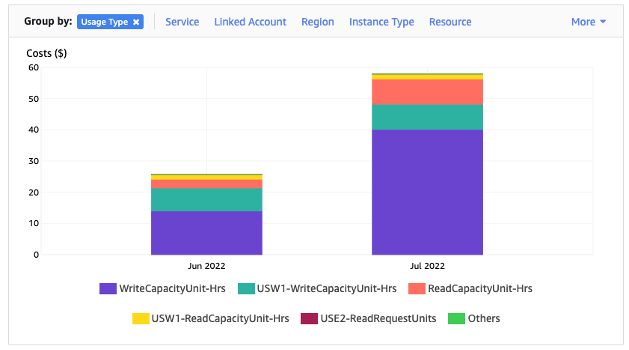 Group by: Usage Type × Service Linked Account Region Instance Type Resource More
Costs ($)
60
50
40
30
20
10
0
Jun 2022 Jul 2022
WriteCapacityUnit-Hrs USW1-WriteCapacityUnit-Hrs ReadCapacityUnit-Hrs
USW1-ReadCapacityUnit-Hrs USE2-ReadRequestUnits Others